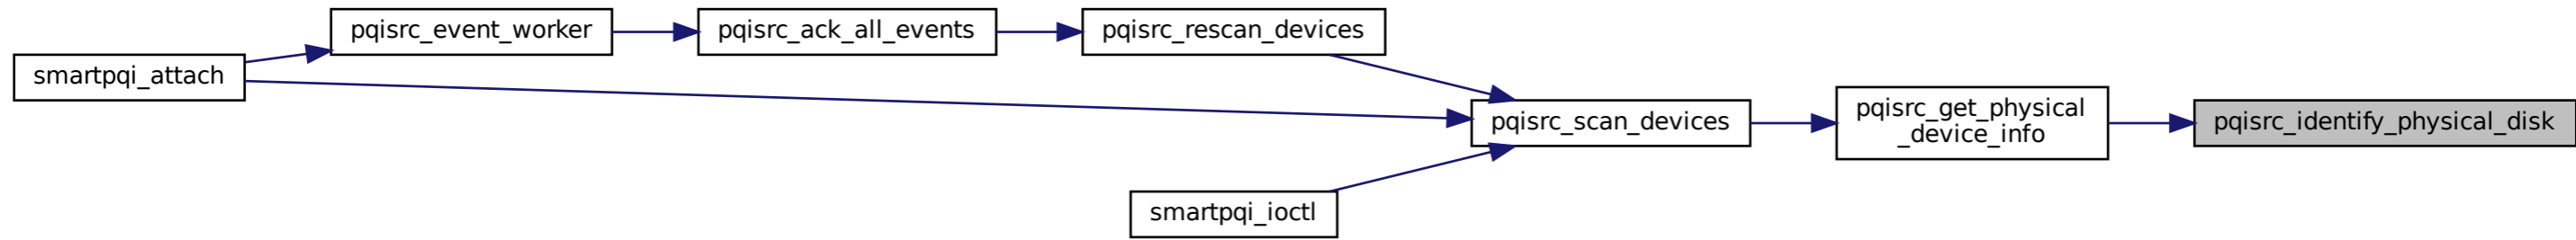 pqisrc_event_worker
pqisrc_ack_all_events
pqisrc_rescan_devices
smartpqi_attach
pqisrc_scan_devices
pqisrc_get_physical
_device_info
pqisrc_identify_physical_disk
smartpqi_ioctl